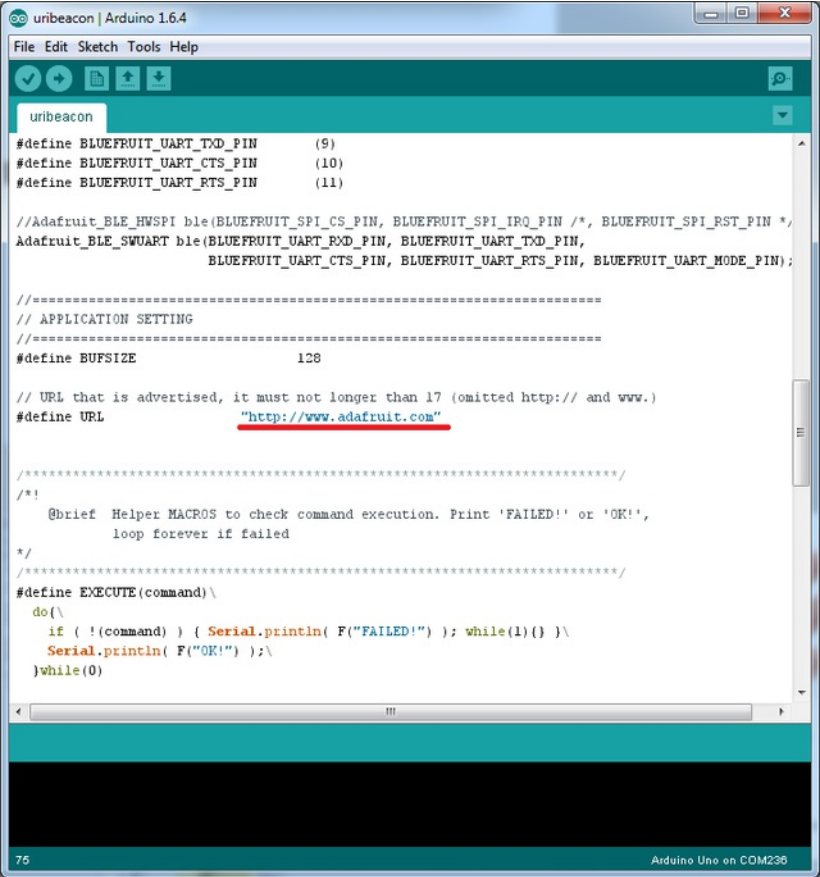 uribeacon | Arduino 1.6.4
File Edit Sketch Tools Help
uribeacon
#define BLUEFRUIT_UART_TXD_PIN (9)
#define BLUEFRUIT_UART_CTS_PIN (10)
#define BLUEFRUIT_UART_RTS_PIN (11)
//Adafruit_BLE_HWSPI ble(BLUEFRUIT_SPI_CS_PIN, BLUEFRUIT_SPI_IRQ_PIN /*, BLUEFRUIT_SPI_RST_PIN */
Adafruit_BLE_SWUART ble(BLUEFRUIT_UART_RXD_PIN, BLUEFRUIT_UART_TXD_PIN,
BLUEFRUIT_UART_CTS_PIN, BLUEFRUIT_UART_RTS_PIN, BLUEFRUIT_UART_MODE_PIN);
//=======================================================================
// APPLICATION SETTING
//=======================================================================
#define BUFSIZE 128
// URL that is advertised, it must not longer than 17 (omitted http:// and www.)
#define URL "http://www.adafruit.com"
/**************************************************************************/
/*!
@brief Helper MACROS to check command execution. Print 'FAILED!' or 'OK!',
loop forever if failed
*/
/**************************************************************************/
#define EXECUTE(command)\
do{\
if ( !(command) ) { Serial.println( F("FAILED!") ); while(1){} }\
Serial.println( F("OK!") );\
}while(0)
75
Arduino Uno on COM236